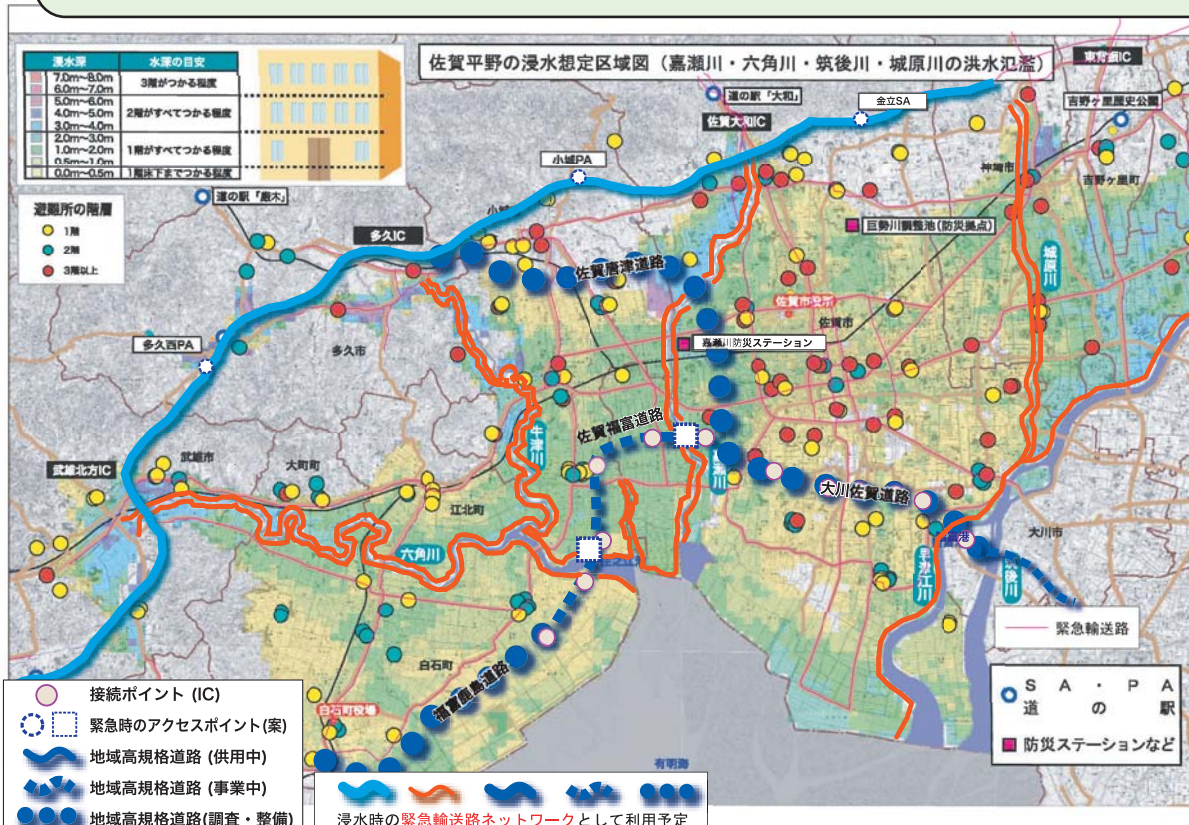 佐賀平野の浸水想定区域図（嘉瀬川・六角川・筑後川・城原川の洪水氾濫）
浸水深 水深の目安
7.0m～8.0m
6.0m～7.0m
3階がつかる程度
5.0m～6.0m
4.0m～5.0m
3.0m～4.0m
2階がすべてつかる程度
2.0m～3.0m
1.0m～2.0m
0.5m～1.0m
1階がすべてつかる程度
0.0m～0.5m 1階床下までつかる程度
避難所の階層
1階
2階
3階以上
道の駅「大和」
佐賀大和IC
金立SA
吉野ヶ里歴史公園
小城PA
神埼市
吉野ヶ里町
道の駅「厳木」
多久IC
巨勢川調整池（防災拠点）
城原川
佐賀唐津道路
佐賀市役所
佐賀市
嘉瀬川防災ステーション
多久西PA
多久市
佐賀福富道路
牛津川
武雄北方IC
武雄市
大町町
江北町
六角川
大川佐賀道路
大川市
早津江川
筑後川
白石町
福富鹿島道路
白石町役場
有明海
緊急輸送路
SA・PA
道の駅
防災ステーションなど
接続ポイント (IC)
緊急時のアクセスポイント(案)
地域高規格道路 (供用中)
地域高規格道路 (事業中)
地域高規格道路(調査・整備)
浸水時の緊急輸送路ネットワークとして利用予定